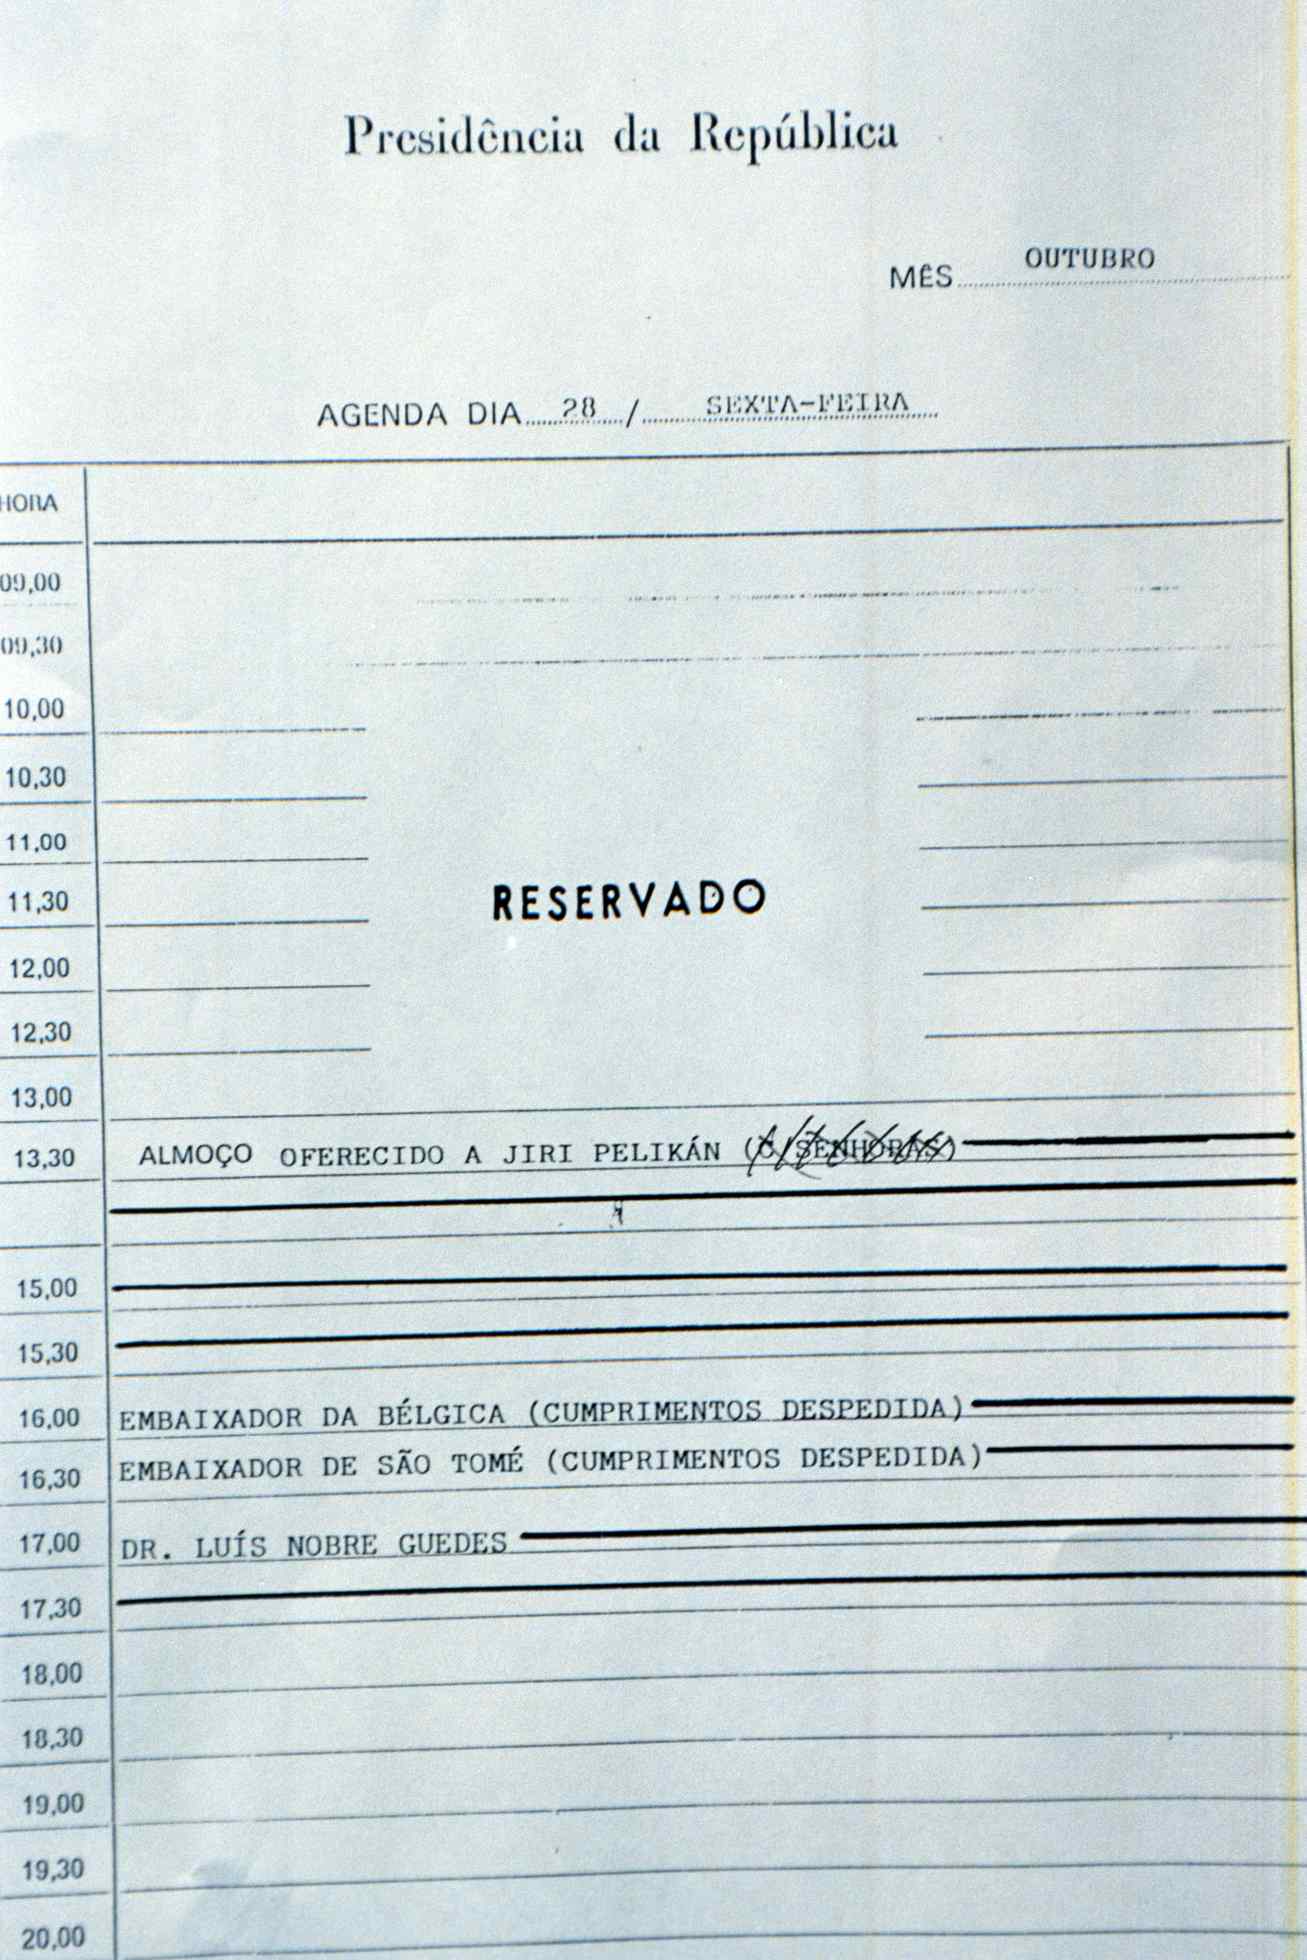 Presidência da República
MÊS OUTUBRO
AGENDA DIA 28 / SEXTA-FEIRA
HORA
09,00
09,30
10,00
10,30
11,00
11,30 RESERVADO
12,00
12,30
13,00
13,30 ALMOÇO OFERECIDO A JIRI PELIKÁN (C/SENHORAS)
15,00
15,30
16,00 EMBAIXADOR DA BÉLGICA (CUMPRIMENTOS DESPEDIDA)
16,30 EMBAIXADOR DE SÃO TOMÉ (CUMPRIMENTOS DESPEDIDA)
17,00 DR. LUÍS NOBRE GUEDES
17,30
18,00
18,30
19,00
19,30
20,00